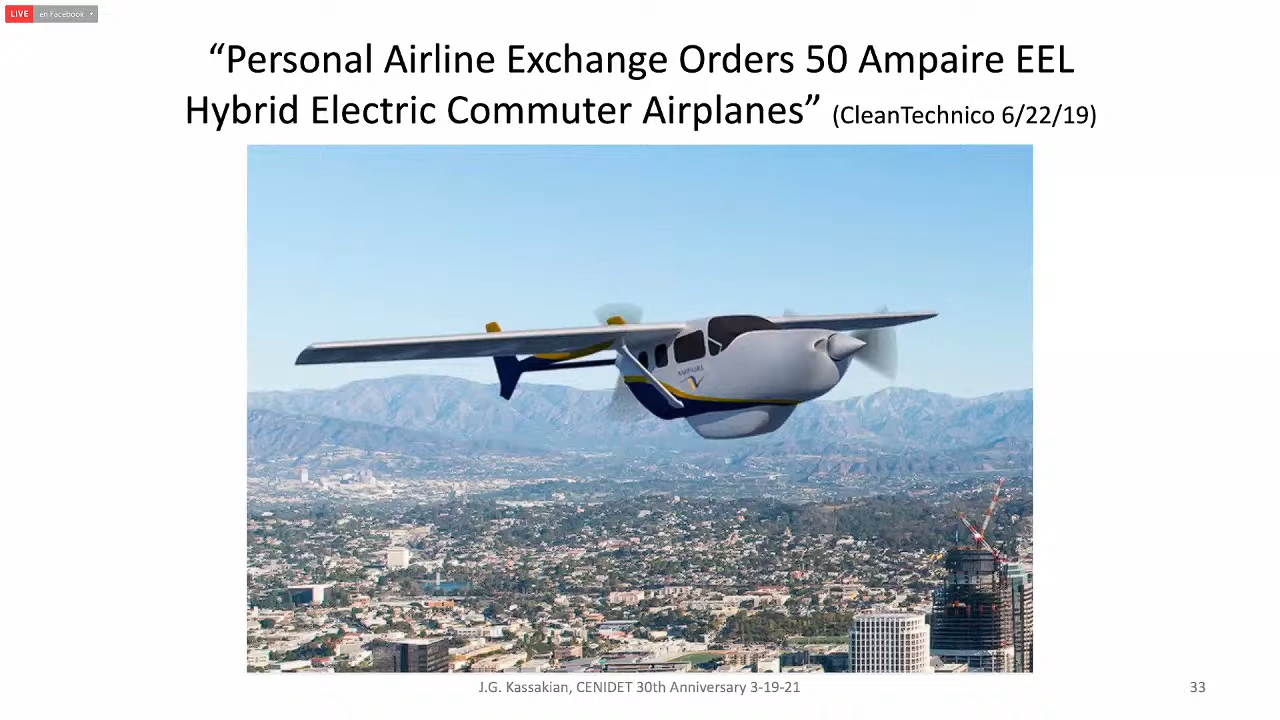 LIVE en Facebook
“Personal Airline Exchange Orders 50 Ampaire EEL
Hybrid Electric Commuter Airplanes” (CleanTechnico 6/22/19)
AMPAIRE
J.G. Kassakian, CENIDET 30th Anniversary 3-19-21
33